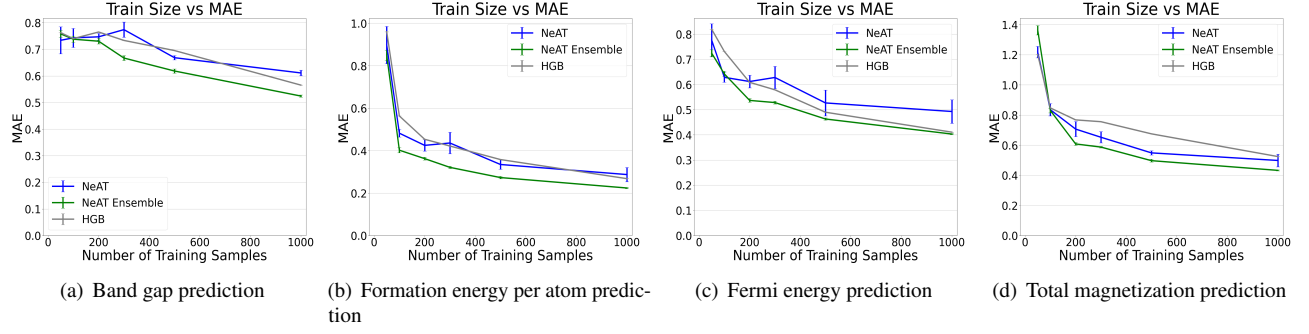 Train Size vs MAE
0.8
0.7
0.6
0.5
0.4
0.3
0.2
0.1
0.0
MAE
NeAT
NeAT Ensemble
HGB
0 200 400 600 800 1000
Number of Training Samples
(a) Band gap prediction
Train Size vs MAE
1.0
0.8
0.6
0.4
0.2
0.0
MAE
NeAT
NeAT Ensemble
HGB
0 200 400 600 800 1000
Number of Training Samples
(b) Formation energy per atom predic-
tion
Train Size vs MAE
0.8
0.7
0.6
0.5
0.4
0.3
0.2
0.1
0.0
MAE
NeAT
NeAT Ensemble
HGB
0 200 400 600 800 1000
Number of Training Samples
(c) Fermi energy prediction
Train Size vs MAE
1.4
1.2
1.0
0.8
0.6
0.4
0.2
0.0
MAE
NeAT
NeAT Ensemble
HGB
0 200 400 600 800 1000
Number of Training Samples
(d) Total magnetization prediction